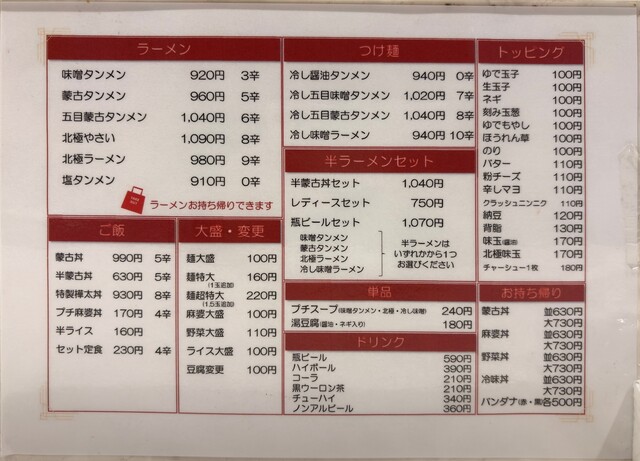 ラーメン
味噌タンメン 920円 3辛
蒙古タンメン 960円 5辛
五目蒙古タンメン 1,040円 6辛
北極やさい 1,090円 8辛
北極ラーメン 980円 9辛
塩タンメン 910円 0辛
ラーメンお持ち帰りできます
つけ麺
冷し醤油タンメン 940円 0辛
冷し五目味噌タンメン 1,020円 7辛
冷し五目蒙古タンメン 1,040円 8辛
冷し味噌ラーメン 940円 10辛
半ラーメンセット
半蒙古丼セット 1,040円
レディースセット 750円
瓶ビールセット 1,070円
味噌タンメン
蒙古タンメン
北極ラーメン
冷し味噌ラーメン
半ラーメンは
いずれかから1つ
お選びください
トッピング
ゆで玉子 100円
生玉子 100円
ネギ 100円
刻み玉葱 100円
ゆでもやし 100円
ほうれん草 100円
のり 100円
バター 110円
粉チーズ 110円
辛しマヨ 110円
クラッシュニンニク 110円
納豆 120円
背脂 130円
味玉(醤油) 170円
北極味玉 170円
チャーシュー1枚 180円
ご飯
蒙古丼 990円 5辛
半蒙古丼 630円 5辛
特製樺太丼 930円 8辛
プチ麻婆丼 170円 4辛
半ライス 160円
セット定食 230円 4辛
大盛・変更
麺大盛 100円
麺特大 160円
(1玉追加)
麺超特大 220円
(1.5玉追加)
麻婆大盛 100円
野菜大盛 110円
ライス大盛 100円
豆腐変更 100円
単品
プチスープ(味噌タンメン・北極・冷し味噌) 240円
湯豆腐(醤油・ネギ入り) 180円
ドリンク
瓶ビール 590円
ハイボール 390円
コーラ 210円
黒ウーロン茶 210円
チューハイ 340円
ノンアルビール 360円
お持ち帰り
蒙古丼 並630円
大730円
麻婆丼 並630円
大730円
野菜丼 並630円
大730円
冷味丼 並630円
大730円
バンダナ(赤・黒)各500円